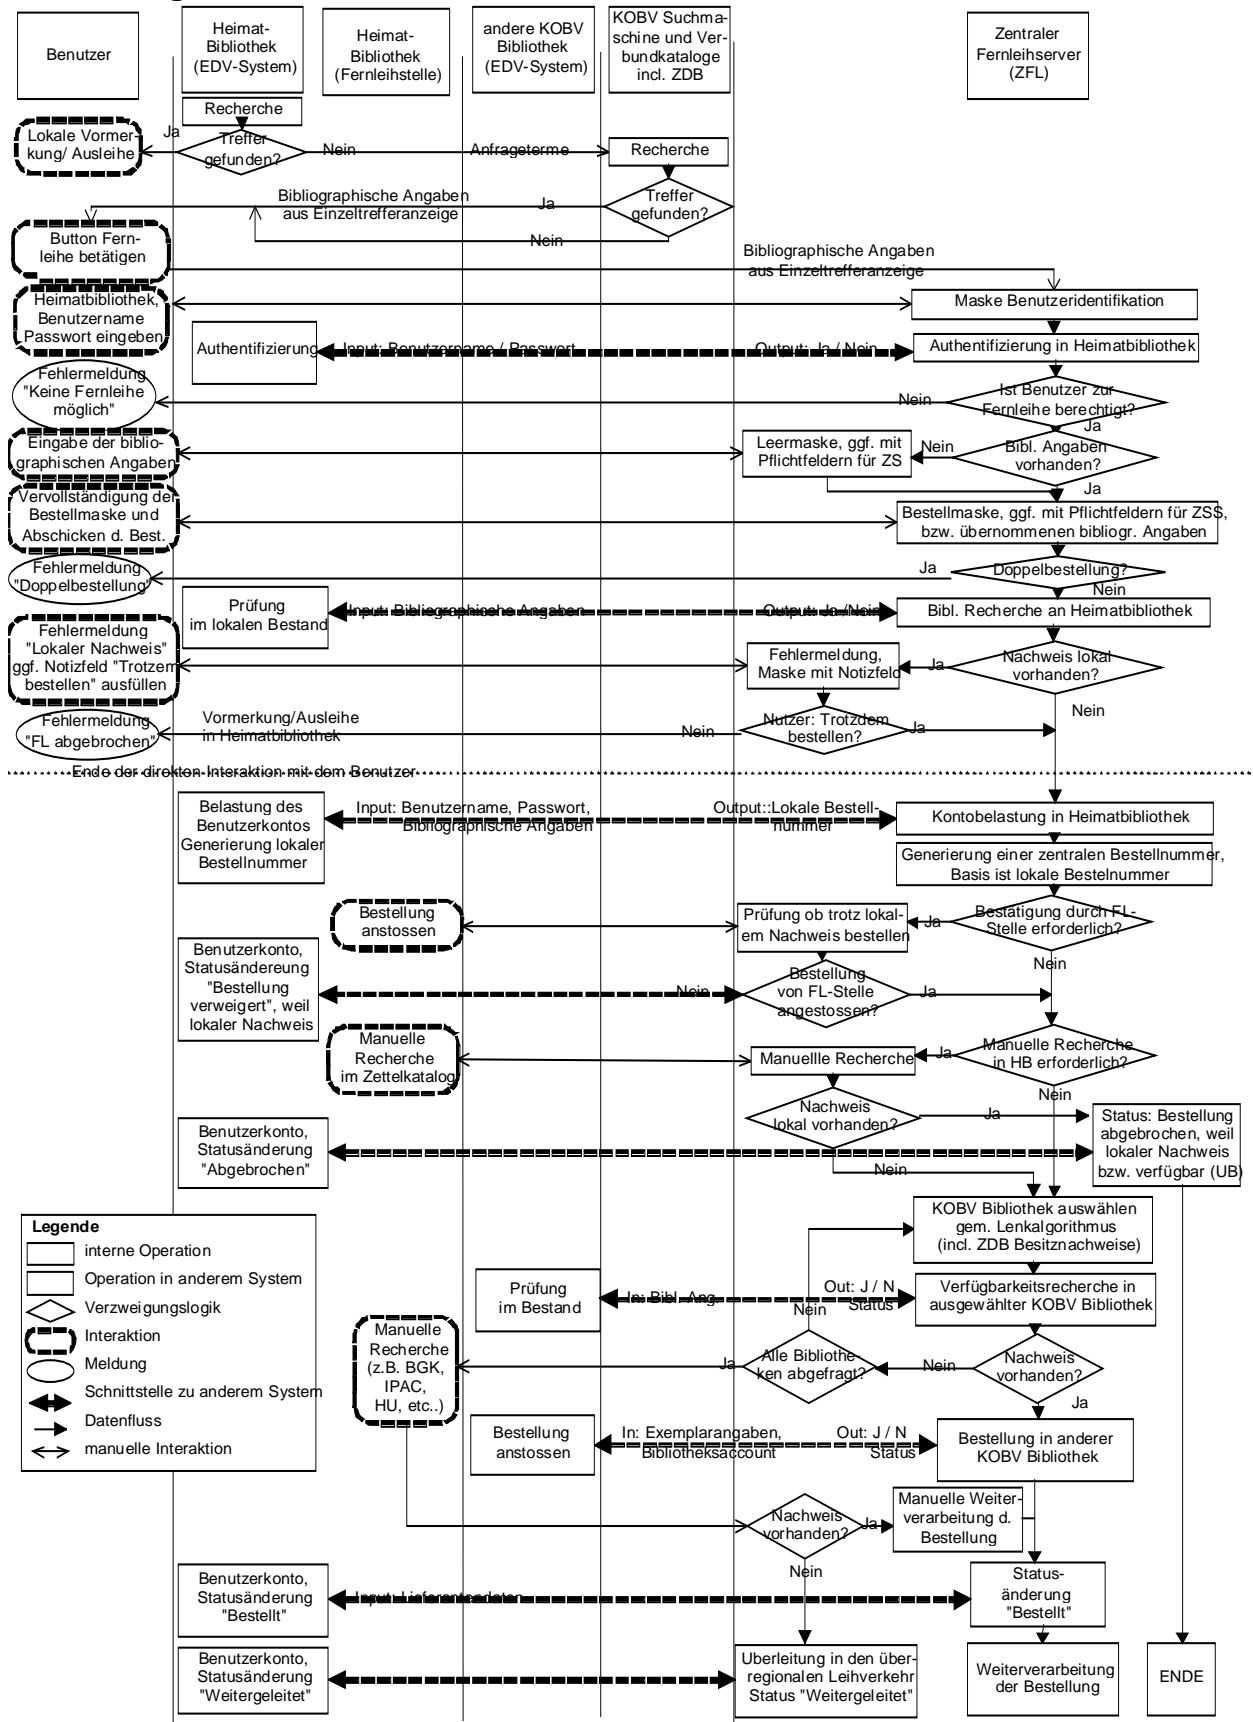 Benutzer
Heimat-
Bibliothek
(EDV-System)
Heimat-
Bibliothek
(Fernleihstelle)
andere KOBV
Bibliothek
(EDV-System)
KOBV Suchma-
schine und Ver-
bundkataloge
incl. ZDB
Zentraler
Fernleihserver
(ZFL)
Recherche
Lokale Vormer-
kung/ Ausleihe
Ja
Treffer
gefunden?
Nein
Anfrageterme
Recherche
Bibliographische Angaben
aus Einzeltrefferanzeige
Ja
Treffer
gefunden?
Nein
Button Fern-
leihe betätigen
Bibliographische Angaben
aus Einzeltrefferanzeige
Heimatbibliothek,
Benutzername
Passwort eingeben
Maske Benutzeridentifikation
Authentifizierung
Input: Benutzername / Passwort
Output: Ja / Nein
Authentifizierung in Heimatbibliothek
Fehlermeldung
"Keine Fernleihe
möglich"
Nein
Ist Benutzer zur
Fernleihe berechtigt?
Ja
Eingabe der biblio-
graphischen Angaben
Leermaske, ggf. mit
Pflichtfeldern für ZS
Nein
Bibl. Angaben
vorhanden?
Ja
Vervollständigung der
Bestellmaske und
Abschicken d. Best.
Bestellmaske, ggf. mit Pflichtfeldern für ZSS,
bzw. übernommenen bibliogr. Angaben
Fehlermeldung
"Doppelbestellung"
Ja
Doppelbestellung?
Nein
Prüfung
im lokalen Bestand
Input: Bibliographische Angaben
Output: Ja /Nein
Bibl. Recherche an Heimatbibliothek
Fehlermeldung
"Lokaler Nachweis"
ggf. Notizfeld "Trotzem
bestellen" ausfüllen
Fehlermeldung,
Maske mit Notizfeld
Ja
Nachweis lokal
vorhanden?
Nein
Fehlermeldung
"FL abgebrochen"
Vormerkung/Ausleihe
in Heimatbibliothek
Nein
Nutzer: Trotzdem
bestellen?
Ja
Ende der direkten Interaktion mit dem Benutzer
Belastung des
Benutzerkontos
Generierung lokaler
Bestellnummer
Input: Benutzername, Passwort,
Bibliographische Angaben
Output::Lokale Bestell-
nummer
Kontobelastung in Heimatbibliothek
Generierung einer zentralen Bestellnummer,
Basis ist lokale Bestelnummer
Bestellung
anstossen
Prüfung ob trotz lokal-
em Nachweis bestellen
Ja
Bestätigung durch FL-
Stelle erforderlich?
Nein
Benutzerkonto,
Statusändereung
"Bestellung
verweigert", weil
lokaler Nachweis
Nein
Bestellung
von FL-Stelle
angestossen?
Ja
Manuelle
Recherche
im Zettelkatalog
Manuellle Recherche
Ja
Manuelle Recherche
in HB erforderlich?
Nein
Nachweis
lokal vorhanden?
Ja
Status: Bestellung
abgebrochen, weil
lokaler Nachweis
bzw. verfügbar (UB)
Benutzerkonto,
Statusänderung
"Abgebrochen"
Nein
KOBV Bibliothek auswählen
gem. Lenkalgorithmus
(incl. ZDB Besitznachweise)
Legende
interne Operation
Operation in anderem System
Verzweigungslogik
Interaktion
Meldung
Schnittstelle zu anderem System
Datenfluss
manuelle Interaktion
Prüfung
im Bestand
In: Bibl. Ang.
Out: J / N
Status
Verfügbarkeitsrecherche in
ausgewählter KOBV Bibliothek
Nein
Manuelle
Recherche
(z.B. BGK,
IPAC,
HU, etc..)
Ja
Alle Bibliothe-
ken abgefragt?
Nein
Nachweis
vorhanden?
Ja
Bestellung
anstossen
In: Exemplarangaben,
Bibliotheksaccount
Out: J / N
Status
Bestellung in anderer
KOBV Bibliothek
Nachweis
vorhanden?
Ja
Manuelle Weiter-
verarbeitung d.
Bestellung
Nein
Benutzerkonto,
Statusänderung
"Bestellt"
Input: Lieferantendaten
Status-
änderung
"Bestellt"
Benutzerkonto,
Statusänderung
"Weitergeleitet"
Uberleitung in den über-
regionalen Leihverkehr
Status "Weitergeleitet"
Weiterverarbeitung
der Bestellung
ENDE